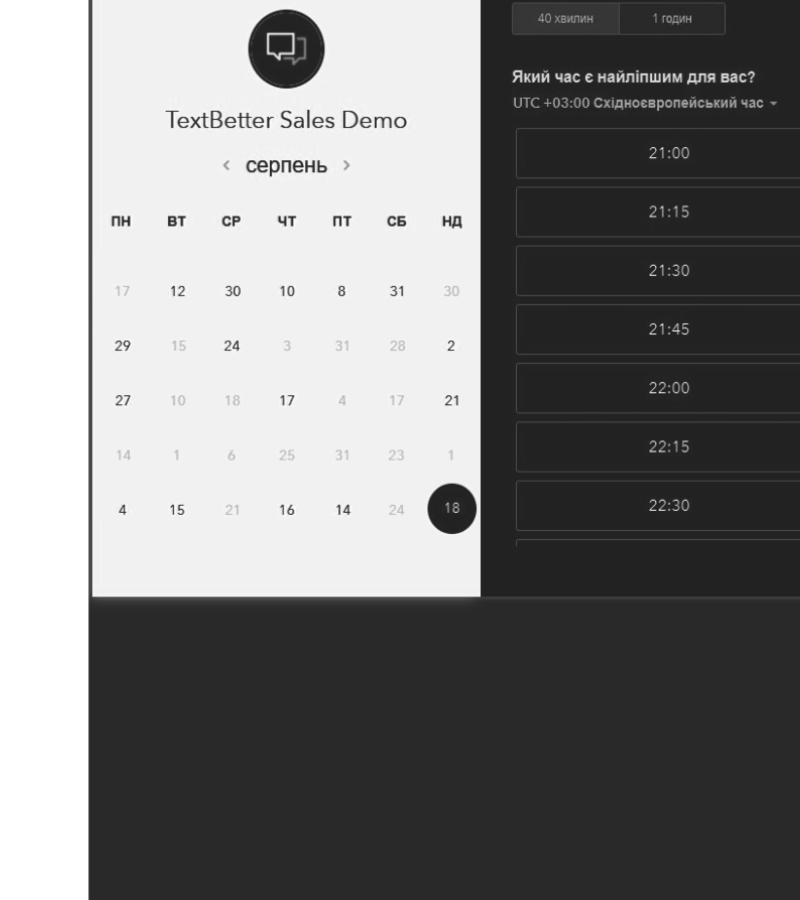 TextBetter Sales Demo
‹ серпень ›
ПН ВТ СР ЧТ ПТ СБ НД
17 12 30 10 8 31 30
29 15 24 3 31 28 2
27 10 18 17 4 17 21
14 1 6 25 31 23 1
4 15 21 16 14 24 18
40 хвилин 1 годин
Який час є найліпшим для вас?
UTC +03:00 Східноєвропейський час
21:00
21:15
21:30
21:45
22:00
22:15
22:30